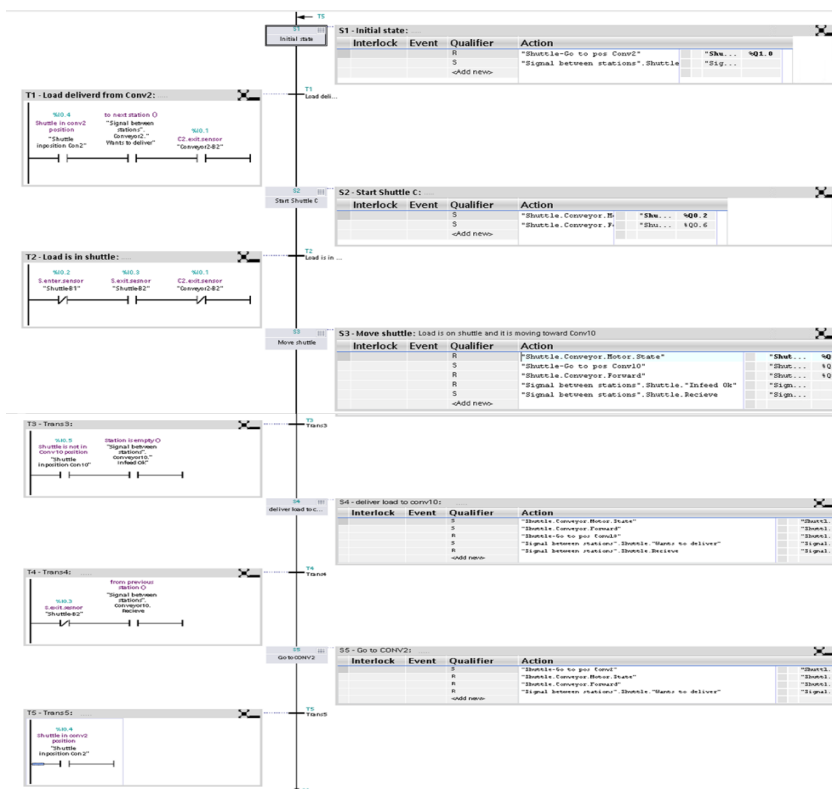 T5
S1
Initial state
S1 - Initial state:
Interlock Event Qualifier Action
R "Shuttle-Go to pos Conv2" "Shu... %Q1.0
S "Signal between stations".Shuttle "Sig...
<Add new>
T1 - Load deliverd from Conv2:
T1
Load deli...
%I0.4
Shuttle in conv2
position
"Shuttle
inposition Con2"
to next station ()
"Signal between
stations".
Conveyor2."
Wants to deliver"
%I0.1
C2.exit.sensor
"Conveyor2-B2"
S2
Start Shuttle C
S2 - Start Shuttle C:
Interlock Event Qualifier Action
S "Shuttle.Conveyor.M "Shu... %Q0.2
S "Shuttle.Conveyor.F "Shu... %Q0.6
<Add new>
T2 - Load is in shuttle:
T2
Load is in ...
%I0.2
S.enter.sensor
"ShuttleB1"
%I0.3
S.exit.sesnor
"ShuttleB2"
%I0.1
C2.exit.sensor
"Conveyor2-B2"
S3
Move shuttle
S3 - Move shuttle: Load is on shuttle and it is moving toward Conv10
Interlock Event Qualifier Action
R "Shuttle.Conveyor.Motor.State" "Shut... %Q
S "Shuttle-Go to pos Conv10" "Shut... %Q
R "Shuttle.Conveyor.Forward" "Shut... %Q
R "Signal between stations".Shuttle."Infeed Ok" "Sign...
S "Signal between stations".Shuttle.Recieve "Sign...
<Add new>
T3 - Trans3:
T3
Trans3
%I0.5
Shuttle is not in
Conv10 position
"Shuttle
inposition Con10"
Station is empty()
"Signal between
stations".
Conveyor10."
Infeed Ok"
S4
deliver load to c...
S4 - deliver load to conv10:
Interlock Event Qualifier Action
S "Shuttle.Conveyor.Motor.State" "Shuttl.
S "Shuttle.Conveyor.Forward" "Shuttl.
R "Shuttle-Go to pos Conv10" "Shuttl.
S "Signal between stations".Shuttle."Wants to deliver" "Signal.
R "Signal between stations".Shuttle.Recieve "Signal.
<Add new>
T4 - Trans4:
T4
Trans4
%I0.3
S.exit.sesnor
"ShuttleB2"
from previous
station ()
"Signal between
stations".
Conveyor10.
Recieve
S5
Go to CONV2
S5 - Go to CONV2:
Interlock Event Qualifier Action
S "Shuttle-Go to pos Conv2" "Shuttl.
R "Shuttle.Conveyor.Motor.State" "Shuttl.
R "Shuttle.Conveyor.Forward" "Shuttl.
R "Signal between stations".Shuttle."Wants to deliver" "Signal.
<Add new>
T5 - Trans5:
T5
Trans5
%I0.4
Shuttle in conv2
position
"Shuttle
inposition Con2"